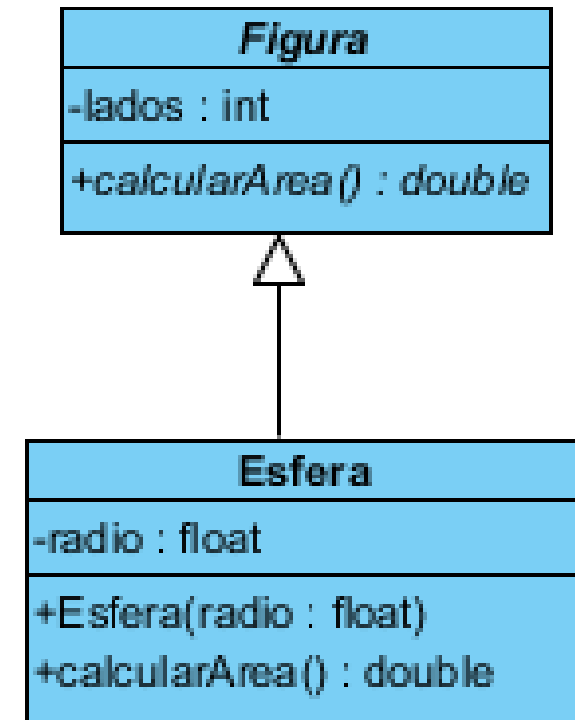 Figura
-lados : int
+calcularArea() : double
Esfera
-radio : float
+Esfera(radio : float)
+calcularArea() : double